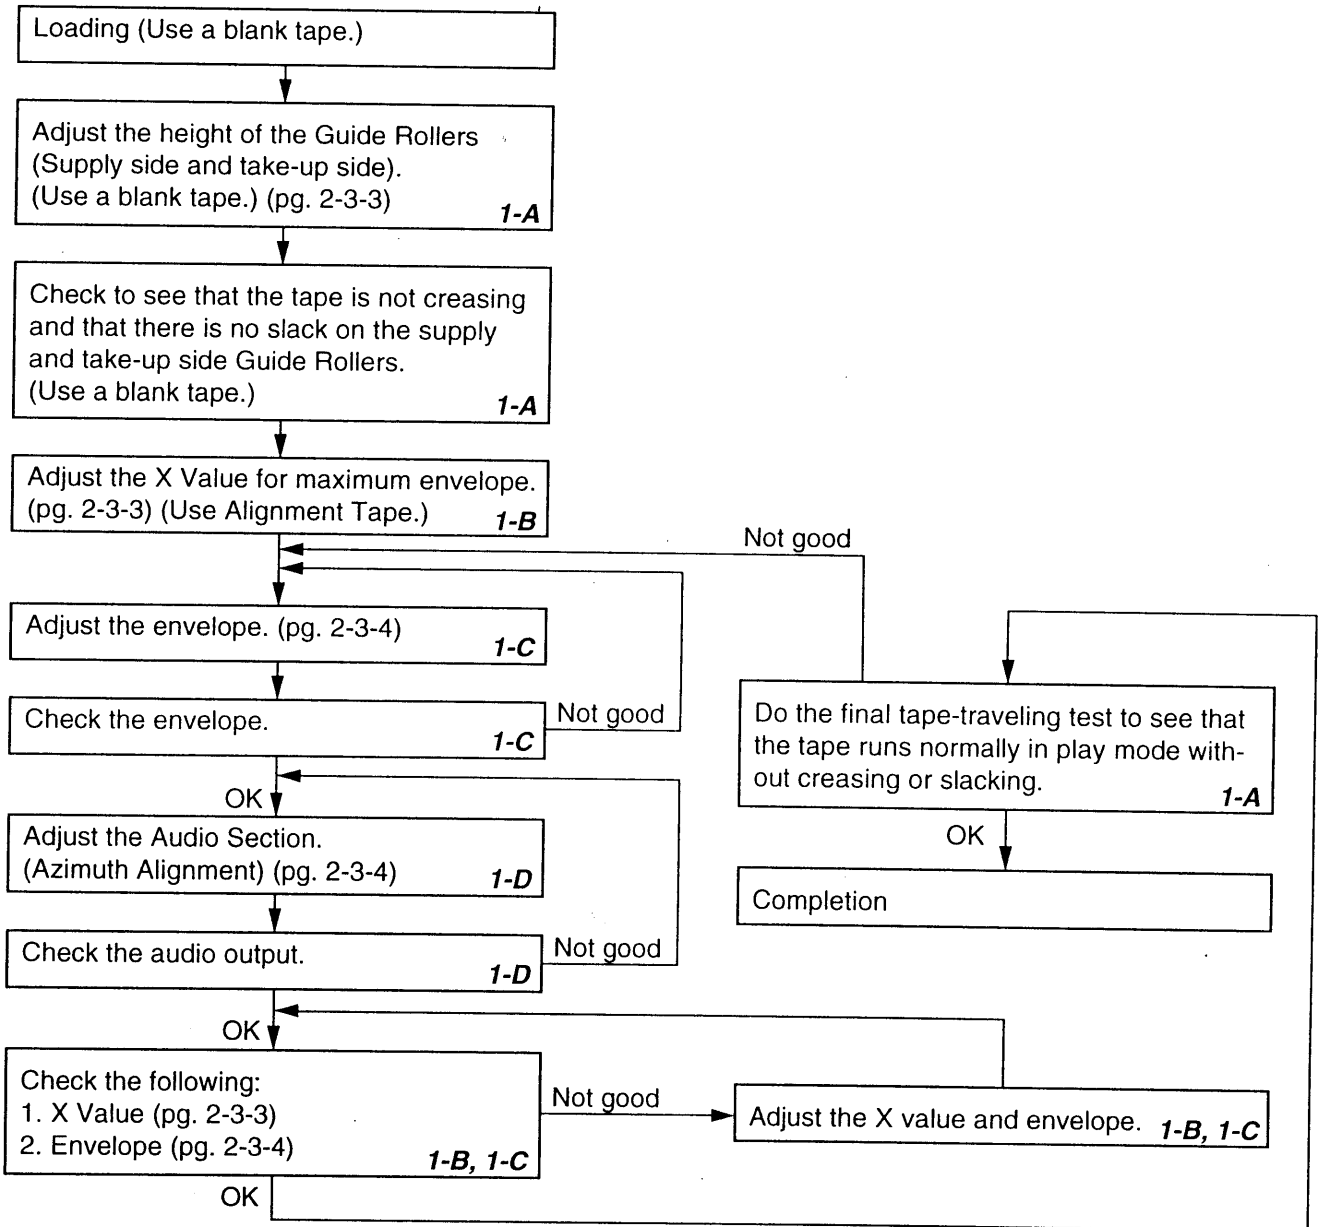 Loading (Use a blank tape.)
Adjust the height of the Guide Rollers
(Supply side and take-up side).
(Use a blank tape.) (pg. 2-3-3)
1-A
Check to see that the tape is not creasing
and that there is no slack on the supply
and take-up side Guide Rollers.
(Use a blank tape.)
1-A
Adjust the X Value for maximum envelope.
(pg. 2-3-3) (Use Alignment Tape.)
1-B
Not good
Adjust the envelope. (pg. 2-3-4)
1-C
Check the envelope.
1-C
Not good
OK
Adjust the Audio Section.
(Azimuth Alignment) (pg. 2-3-4)
1-D
Check the audio output.
1-D
Not good
OK
Check the following:
1. X Value (pg. 2-3-3)
2. Envelope (pg. 2-3-4)
1-B, 1-C
Not good
Adjust the X value and envelope.
1-B, 1-C
OK
Do the final tape-traveling test to see that
the tape runs normally in play mode with-
out creasing or slacking.
1-A
OK
Completion